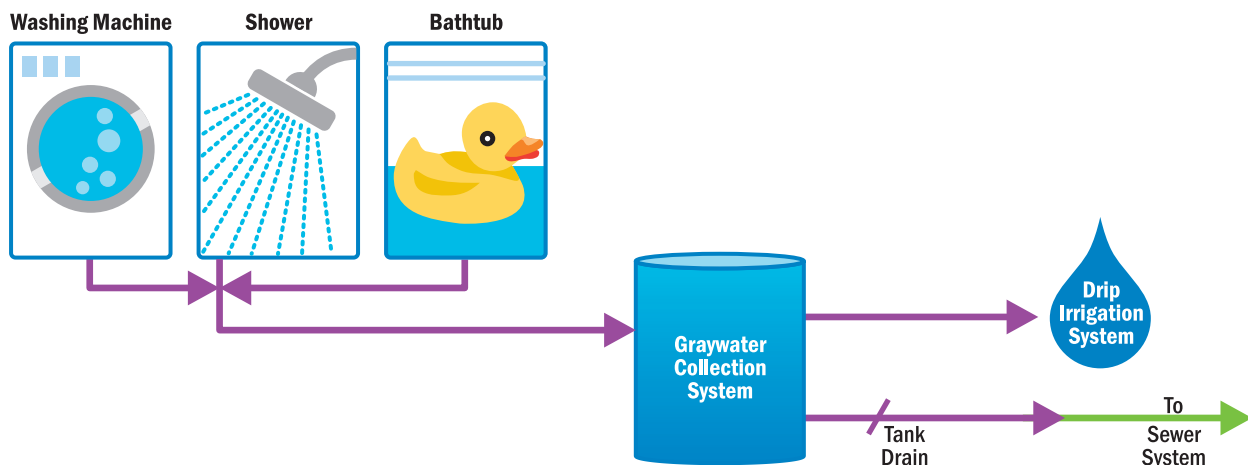 Washing Machine
Shower
Bathtub
Graywater
Collection
System
Drip
Irrigation
System
Tank
Drain
To
Sewer
System